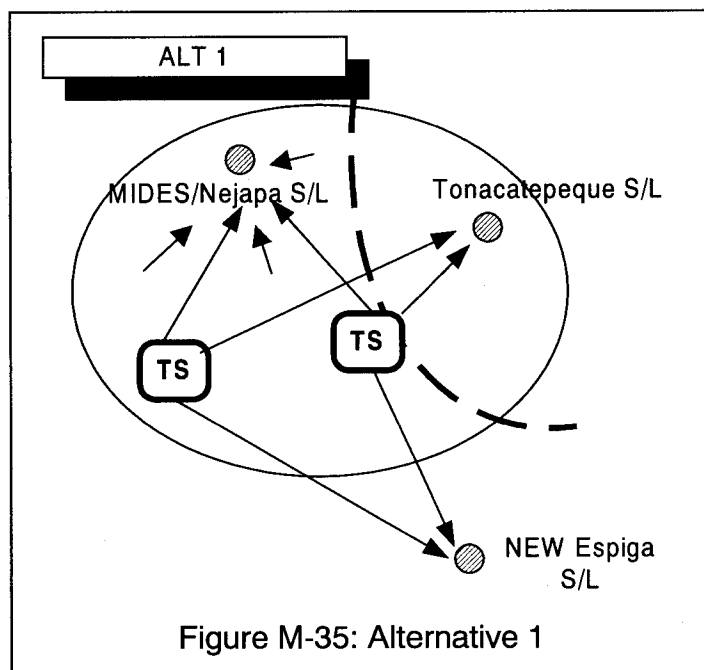 ALT 1
MIDES/Nejapa S/L
Tonacatepeque S/L
TS
TS
NEW Espiga
S/L
Figure M-35: Alternative 1